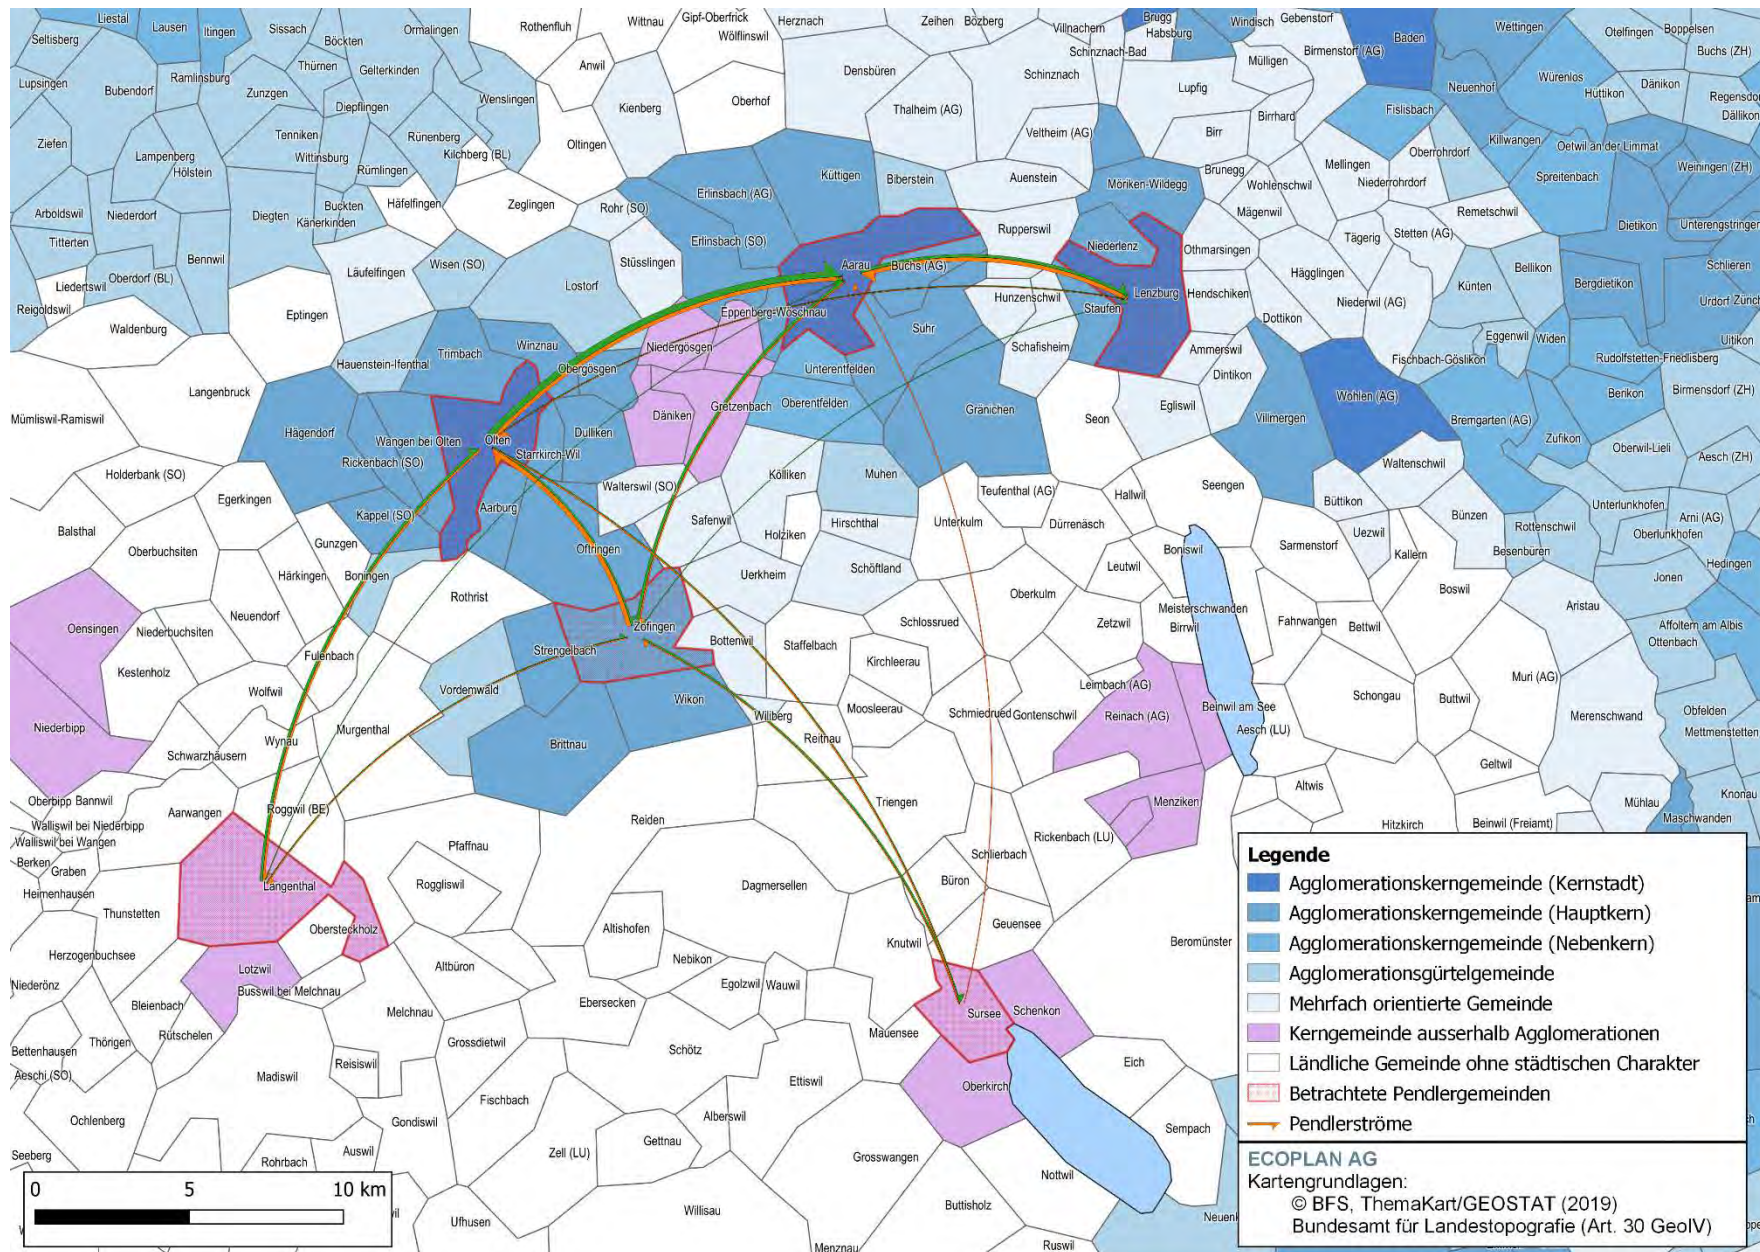 Liestal
Lausen
Itingen
Sissach
Ormalingen
Rothenfluh
Wittnau
Gipf-Oberfrick
Wölflinswil
Herznach
Zeihen
Bözberg
Villnachern
Brugg
Habsburg
Windisch
Gebenstorf
Baden
Wettingen
Otelfingen
Boppelsen
Seltisberg
Böckten
Schinznach-Bad
Birmenstorf (AG)
Buchs (ZH)
Lupsingen
Bubendorf
Ramlinsburg
Thürnen
Gelterkinden
Anwil
Densbüren
Schinznach
Mülligen
Würenlos
Dänikon
Zunzgen
Diepflingen
Wenslingen
Kienberg
Oberhof
Thalheim (AG)
Lupfig
Neuenhof
Hüttikon
Fislisbach
Birrhard
Dällikon
Ziefen
Tenniken
Rünenberg
Oltingen
Veltheim (AG)
Birr
Killwangen
Oetwil an der Limmat
Lampenberg
Wittinsburg
Kilchberg (BL)
Oberrohrdorf
Hölstein
Rümlingen
Küttigen
Biberstein
Auenstein
Möriken-Wildegg
Brunegg
Mellingen
Niederrohrdorf
Spreitenbach
Weiningen (ZH)
Wohlenschwil
Erlinsbach (AG)
Arboldswil
Niederdorf
Diegten
Buckten
Häfelfingen
Zeglingen
Rohr (SO)
Mägenwil
Remetschwil
Känerkinden
Dietikon
Unterengstringen
Titterten
Rupperswil
Tägerig
Stetten (AG)
Bennwil
Läufelfingen
Wisen (SO)
Stüsslingen
Erlinsbach (SO)
Niederlenz
Othmarsingen
Oberdorf (BL)
Aarau
Buchs (AG)
Hägglingen
Bellikon
Schlieren
Liedertswil
Lostorf
Hunzenschwil
Lenzburg
Hendschiken
Künten
Bergdietikon
Reigoldswil
Eptingen
Eppenberg-Wöschnau
Staufen
Niederwil (AG)
Urdorf
Waldenburg
Dottikon
Suhr
Winznau
Niedergösgen
Schafisheim
Ammerswil
Eggenwil
Widen
Uitikon
Trimbach
Hauenstein-Ifenthal
Obergösgen
Unterentfelden
Dintikon
Fischbach-Göslikon
Rudolfstetten-Friedlisberg
Langenbruck
Oberentfelden
Egliswil
Wohlen (AG)
Berikon
Birmensdorf (ZH)
Mümliswil-Ramiswil
Däniken
Gretzenbach
Gränichen
Seon
Villmergen
Bremgarten (AG)
Hägendorf
Wangen bei Olten
Olten
Dulliken
Zufikon
Oberwil-Lieli
Rickenbach (SO)
Starrkirch-Wil
Aesch (ZH)
Holderbank (SO)
Kölliken
Muhen
Waltenschwil
Egerkingen
Walterswil (SO)
Teufenthal (AG)
Hallwil
Seengen
Büttikon
Unterlunkhofen
Kappel (SO)
Aarburg
Safenwil
Hirschthal
Unterkulm
Dürrenäsch
Bünzen
Rottenschwil
Arni (AG)
Balsthal
Gunzgen
Holziken
Uezwil
Oberlunkhofen
Oberbuchsiten
Oftringen
Boniswil
Sarmenstorf
Kallern
Besenbüren
Härkingen
Boningen
Uerkheim
Schöftland
Leutwil
Boswil
Jonen
Hedingen
Rothrist
Oberkulm
Aristau
Neuendorf
Meisterschwanden
Fahrwangen
Oensingen
Niederbuchsiten
Zofingen
Schlossrued
Zetzwil
Birrwil
Bettwil
Affoltern am Albis
Fulenbach
Strengelbach
Bottenwil
Staffelbach
Ottenbach
Kestenholz
Kirchleerau
Wolfwil
Vordemwald
Wikon
Leimbach (AG)
Schongau
Buttwil
Muri (AG)
Niederbipp
Murgenthal
Wiliberg
Moosleerau
Schmiedrued
Gontenschwil
Reinach (AG)
Beinwil am See
Merenschwand
Obfelden
Wynau
Brittnau
Reitnau
Aesch (LU)
Mettmenstetten
Schwarzhäusern
Geltwil
Altwis
Oberbipp
Bannwil
Aarwangen
Roggwil (BE)
Triengen
Menziken
Mühlau
Knonau
Walliswil bei Niederbipp
Reiden
Hitzkirch
Beinwil (Freiamt)
Maschwanden
Walliswil bei Wangen
Pfaffnau
Rickenbach (LU)
Berken
Schlierbach
Graben
Langenthal
Roggliswil
Dagmersellen
Büron
Heimenhausen
Thunstetten
Obersteckholz
Altishofen
Geuensee
Knutwil
Beromünster
Herzogenbuchsee
Lotzwil
Altbüron
Nebikon
Niederönz
Busswil bei Melchnau
Egolzwil
Wauwil
Bleienbach
Melchnau
Ebersecken
Sursee
Schenkon
Rütschelen
Mauensee
Thörigen
Grossdietwil
Schötz
Bettenhausen
Reisiswil
Eich
Aeschi (SO)
Madiswil
Ettiswil
Oberkirch
Fischbach
Ochlenberg
Gondiswil
Alberswil
Sempach
Gettnau
Seeberg
Rohrbach
Auswil
Zell (LU)
Grosswangen
Nottwil
Buttisholz
Willisau
Ufhusen
Menznau
Ruswil
Legende
Agglomerationskerngemeinde (Kernstadt)
Agglomerationskerngemeinde (Hauptkern)
Agglomerationskerngemeinde (Nebenkern)
Agglomerationsgürtelgemeinde
Mehrfach orientierte Gemeinde
Kerngemeinde ausserhalb Agglomerationen
Ländliche Gemeinde ohne städtischen Charakter
Betrachtete Pendlergemeinden
Pendlerströme
ECOPLAN AG
Kartengrundlagen:
© BFS, ThemaKart/GEOSTAT (2019)
Bundesamt für Landestopografie (Art. 30 GeoIV)
0 5 10 km